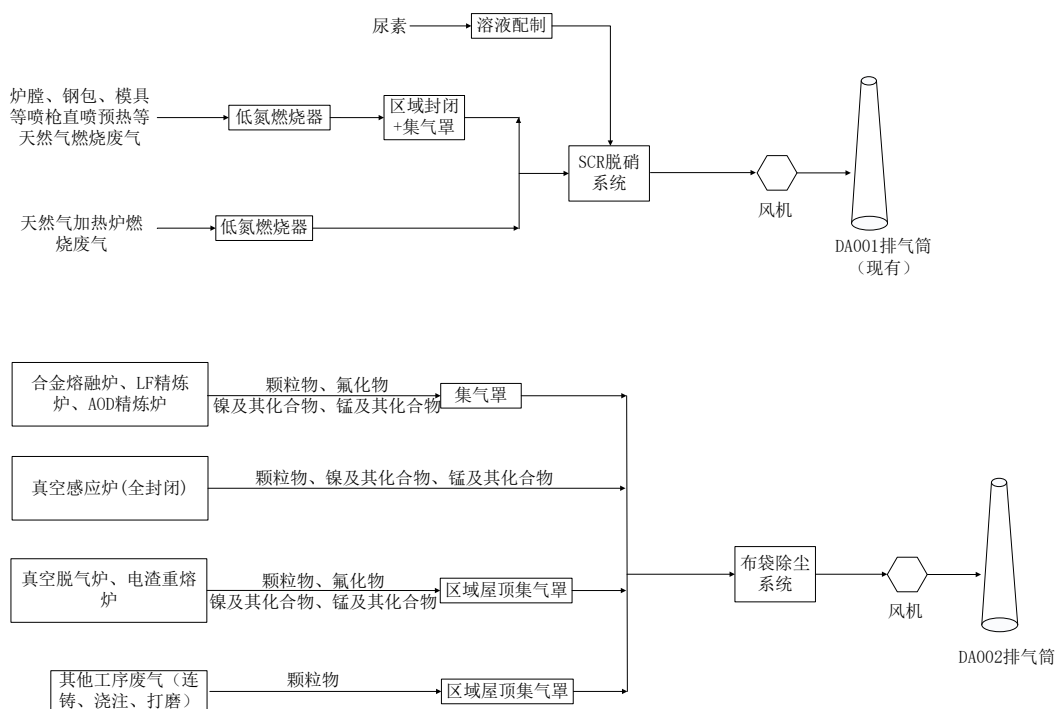 尿素
溶液配制
炉膛、钢包、模具
等喷枪直喷预热等
天然气燃烧废气
低氮燃烧器
区域封闭
+集气罩
SCR脱硝
系统
风机
天然气加热炉燃
烧废气
低氮燃烧器
DA001排气筒
（现有）
合金熔融炉、LF精炼
炉、AOD精炼炉
颗粒物、氟化物
镍及其化合物、锰及其化合物
集气罩
真空感应炉(全封闭)
颗粒物、镍及其化合物、锰及其化合物
真空脱气炉、电渣重熔
炉
颗粒物、氟化物
镍及其化合物、锰及其化合物
区域屋顶集气罩
布袋除尘
系统
风机
DA002排气筒
其他工序废气（连
铸、浇注、打磨）
颗粒物
区域屋顶集气罩